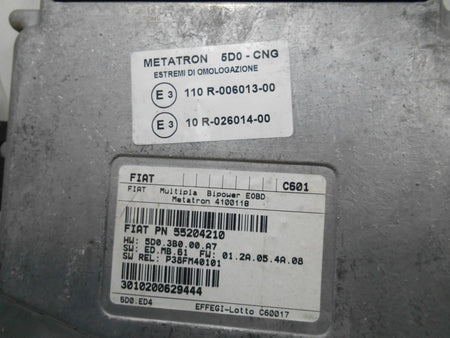 METATRON 5D0 - CNG
ESTREMI DI OMOLOGAZIONE
E 3 110 R-006013-00
E 3 10 R-026014-00
FIAT C601
FIAT Multipla Bipower EOBD
Metatron 4100118
FIAT PN 55204210
HW: 5D0.3B0.00.A7
SW: ED.MB.61 FW: 01.2A.05.4A.08
SW REL: P38FM40101
3010200629444
5D0.ED4 EFFEGI-Lotto C60017